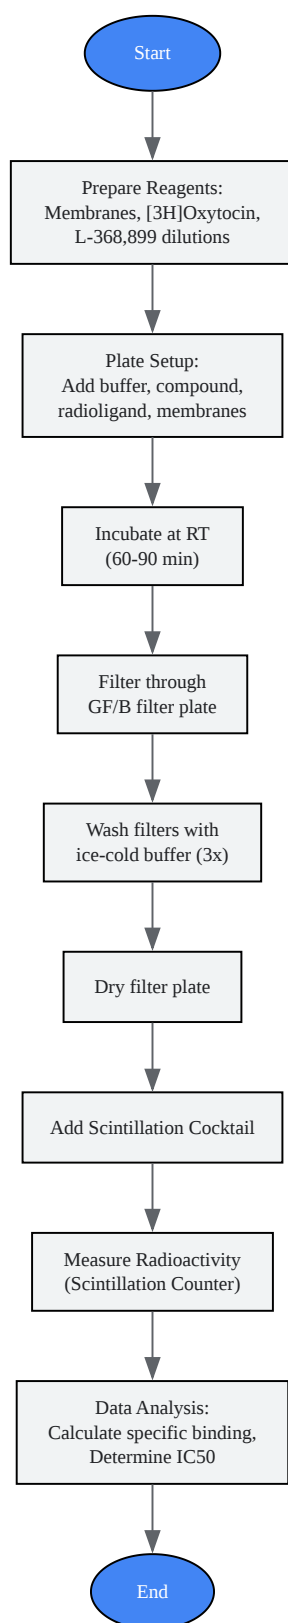 Start
Prepare Reagents:
Membranes, [3H]Oxytocin,
L-368,899 dilutions
Plate Setup:
Add buffer, compound,
radioligand, membranes
Incubate at RT
(60-90 min)
Filter through
GF/B filter plate
Wash filters with
ice-cold buffer (3x)
Dry filter plate
Add Scintillation Cocktail
Measure Radioactivity
(Scintillation Counter)
Data Analysis:
Calculate specific binding,
Determine IC50
End